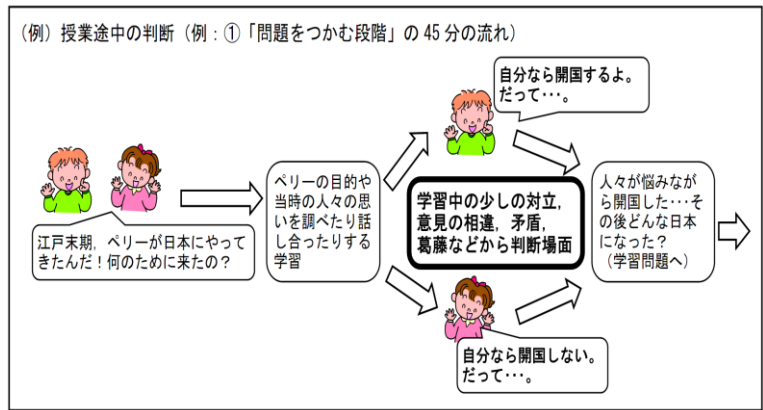 （例）授業途中の判断（例：①「問題をつかむ段階」の45分の流れ）
自分なら開国するよ。
だって・・・。
江戸末期，ペリーが日本にやって
きたんだ！何のために来たの？
ペリーの目的や
当時の人々の思
いを調べたり話
し合ったりする
学習
学習中の少しの対立，
意見の相違，矛盾，
葛藤などから判断場面
人々が悩みなが
ら開国した・・・そ
の後どんな日本
になった？
（学習問題へ）
自分なら開国しない。
だって・・・。